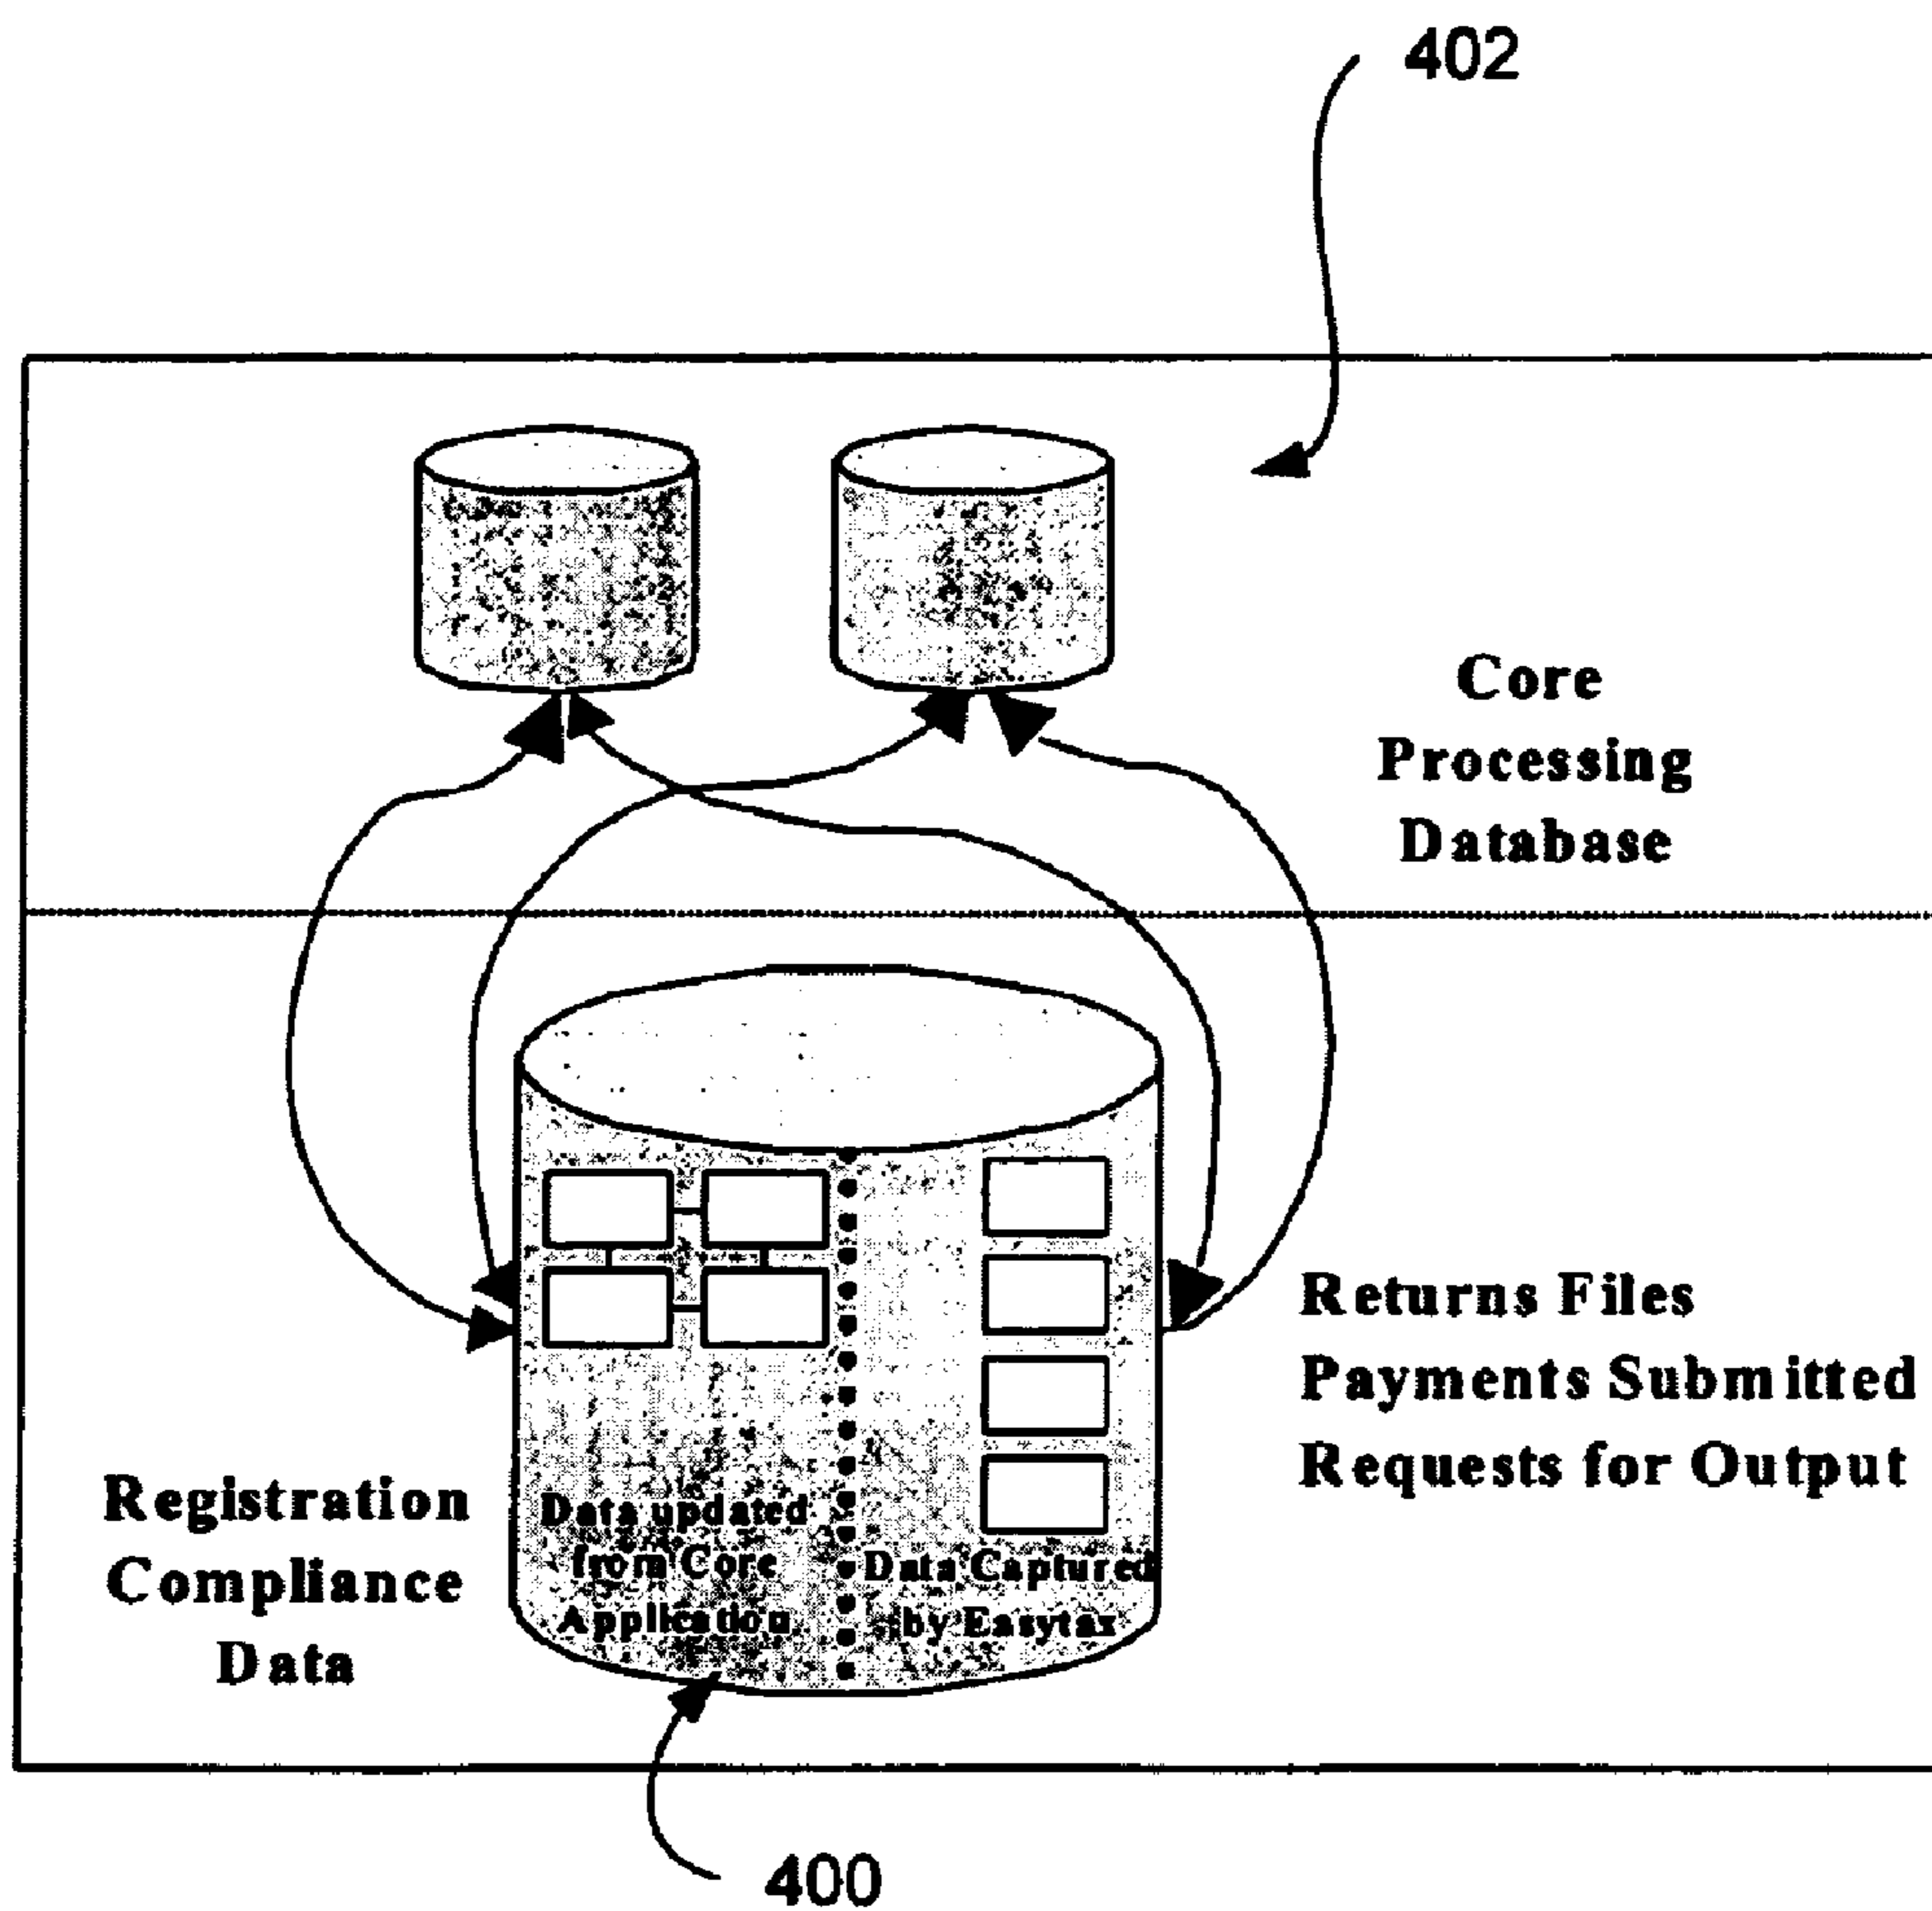 402
Core
Processing
Database
Returns Files
Payments Submitted
Requests for Output
Registration
Compliance
Data
Data updated
from Core
Application
Data Captured
by Easytax
400